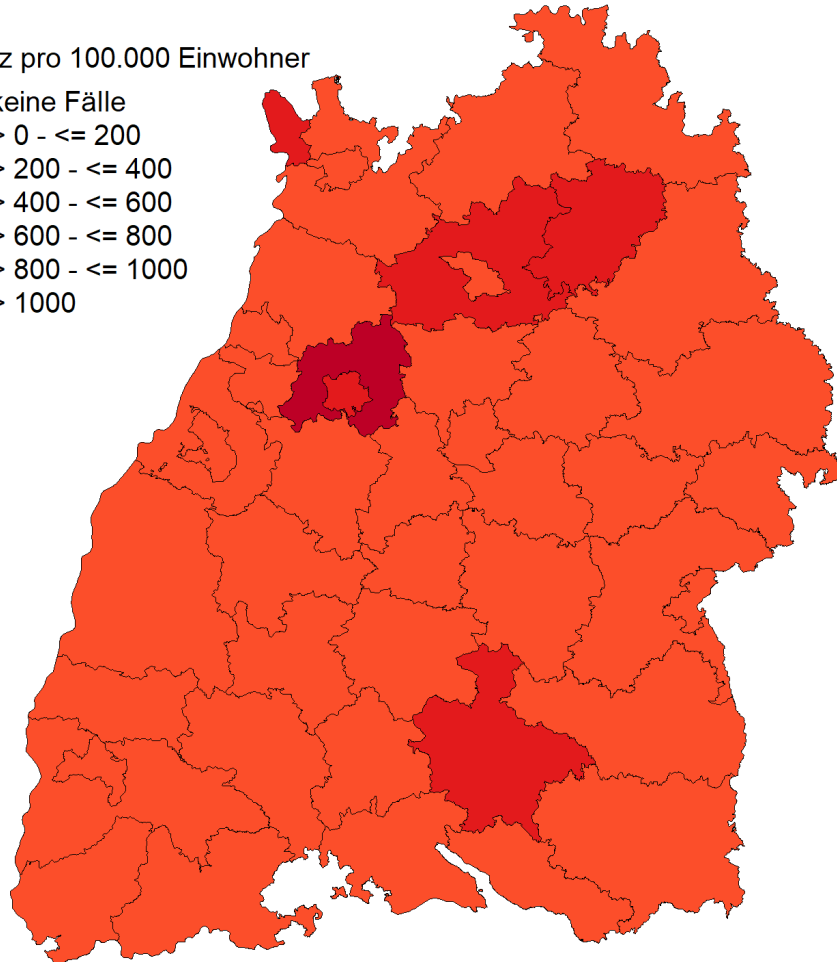 z pro 100.000 Einwohner
keine Fälle
> 0 - <= 200
> 200 - <= 400
> 400 - <= 600
> 600 - <= 800
> 800 - <= 1000
> 1000